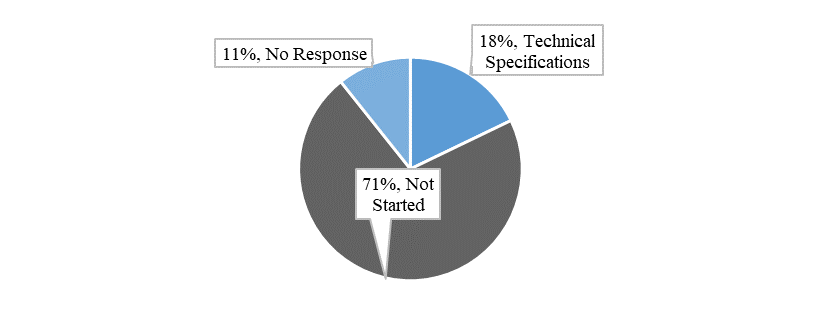 18%, Technical
Specifications
11%, No Response
71%, Not
Started